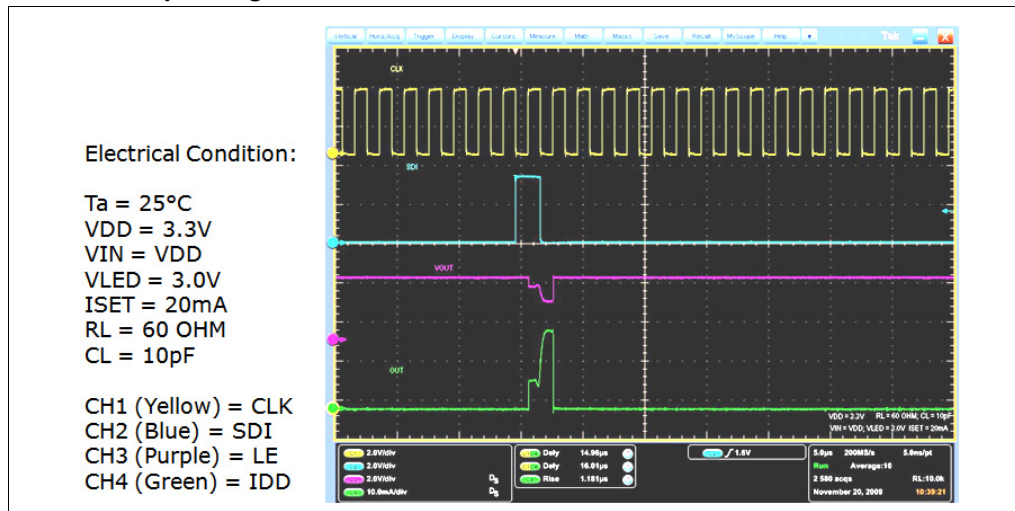 Vertical Horiz/Acq Trigger Display Cursors Measure Math Masks Save Recall MyScope Help Tek X
CLK
SDI
VOUT
OUT
VDD = 3.3V RL = 60 OHM; CL = 10pF
VIN = VDD; VLED = 3.0V ISET = 20mA
Electrical Condition:
Ta = 25°C
VDD = 3.3V
VIN = VDD
VLED = 3.0V
ISET = 20mA
RL = 60 OHM
CL = 10pF
CH1 (Yellow) = CLK
CH2 (Blue) = SDI
CH3 (Purple) = LE
CH4 (Green) = IDD
2.0V/div
2.0V/div
2.0V/div
10.0mA/div
Dly 14.96µs
Dly 16.01µs
Rise 1.181µs
1.6V
5.0µs 200MS/s 5.0ns/pt
Run Average:16
2 580 acqs RL:10.0k
November 20, 2009 10:39:21